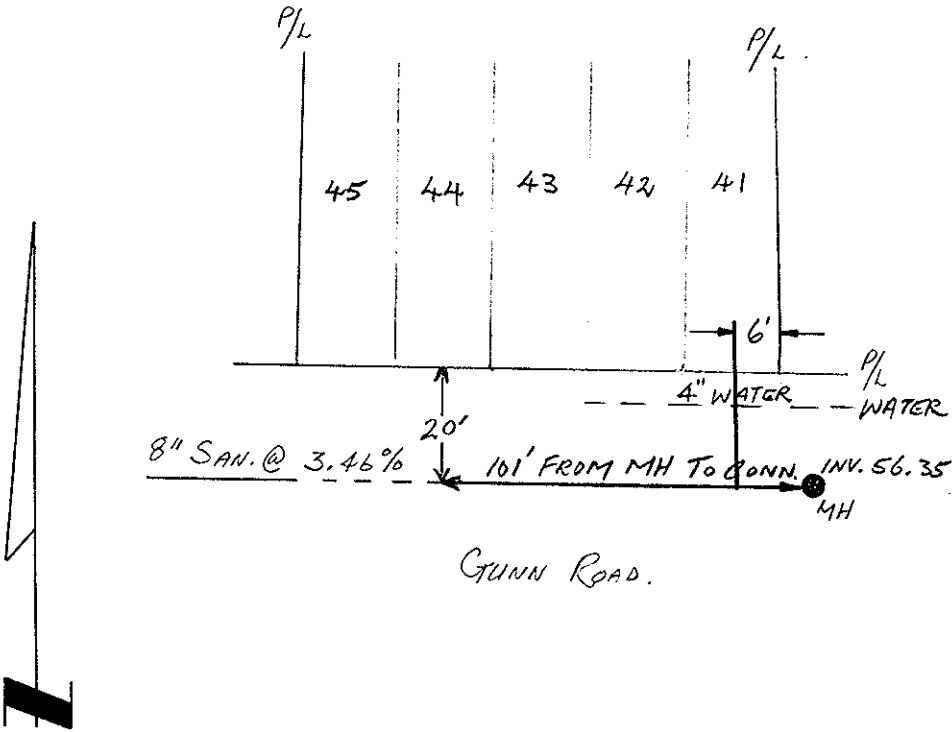 P/L
P/L.
45 44 43 42 41
6'
P/L
4" WATER
WATER
20'
8" SAN. @ 3.46%
101' FROM MH TO CONN.
INV. 56.35
MH
GUNN ROAD.
N